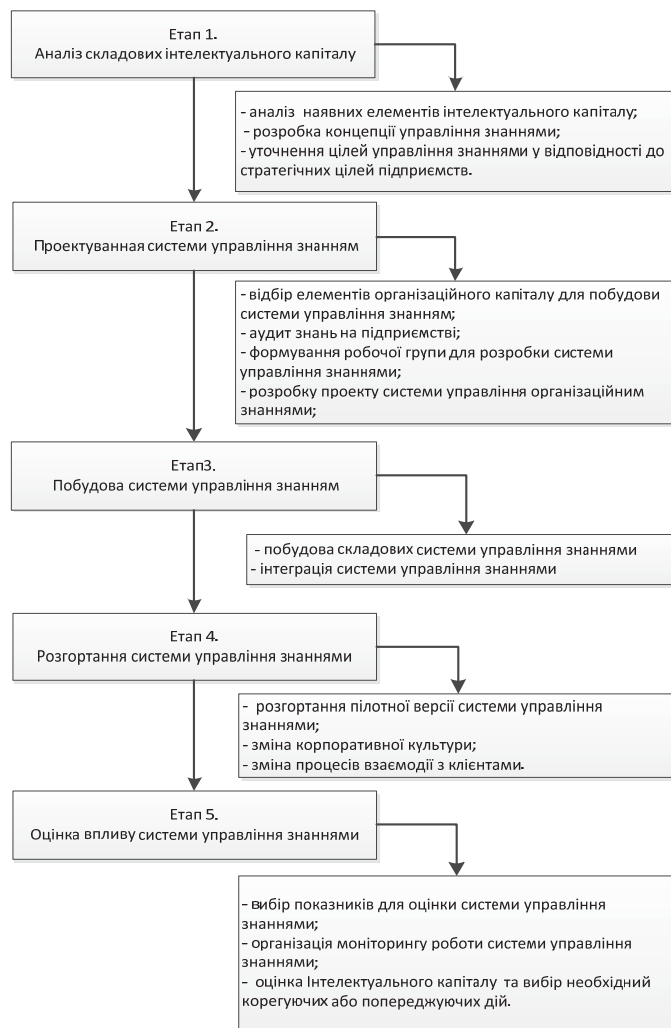 Етап 1.
Аналіз складових інтелектуального капіталу
- аналіз наявних елементів інтелектуального капіталу;
- розробка концепції управління знаннями;
- уточнення цілей управління знаннями у відповідності до
стратегічних цілей підприємств.
Етап 2.
Проектуванная системи управління знанням
- відбір елементів організаційного капіталу для побудови
системи управління знанням;
- аудит знань на підприємстві;
- формування робочої групи для розробки системи
управління знаннями;
- розробку проекту системи управління організаційним
знаннями;
Етап3.
Побудова системи управління знанням
- побудова складових системи управління знаннями
- інтеграція системи управління знаннями
Етап 4.
Розгортання системи управління знаннями
- розгортання пілотної версії системи управління
знаннями;
- зміна корпоративної культури;
- зміна процесів взаємодії з клієнтами.
Етап 5.
Оцінка впливу системи управління знаннями
- вибір показників для оцінки системи управління
знаннями;
- організація моніторингу роботи системи управління
знаннями;
- оцінка Інтелектуального капіталу та вибір необхідний
корегуючих або попереджуючих дій.